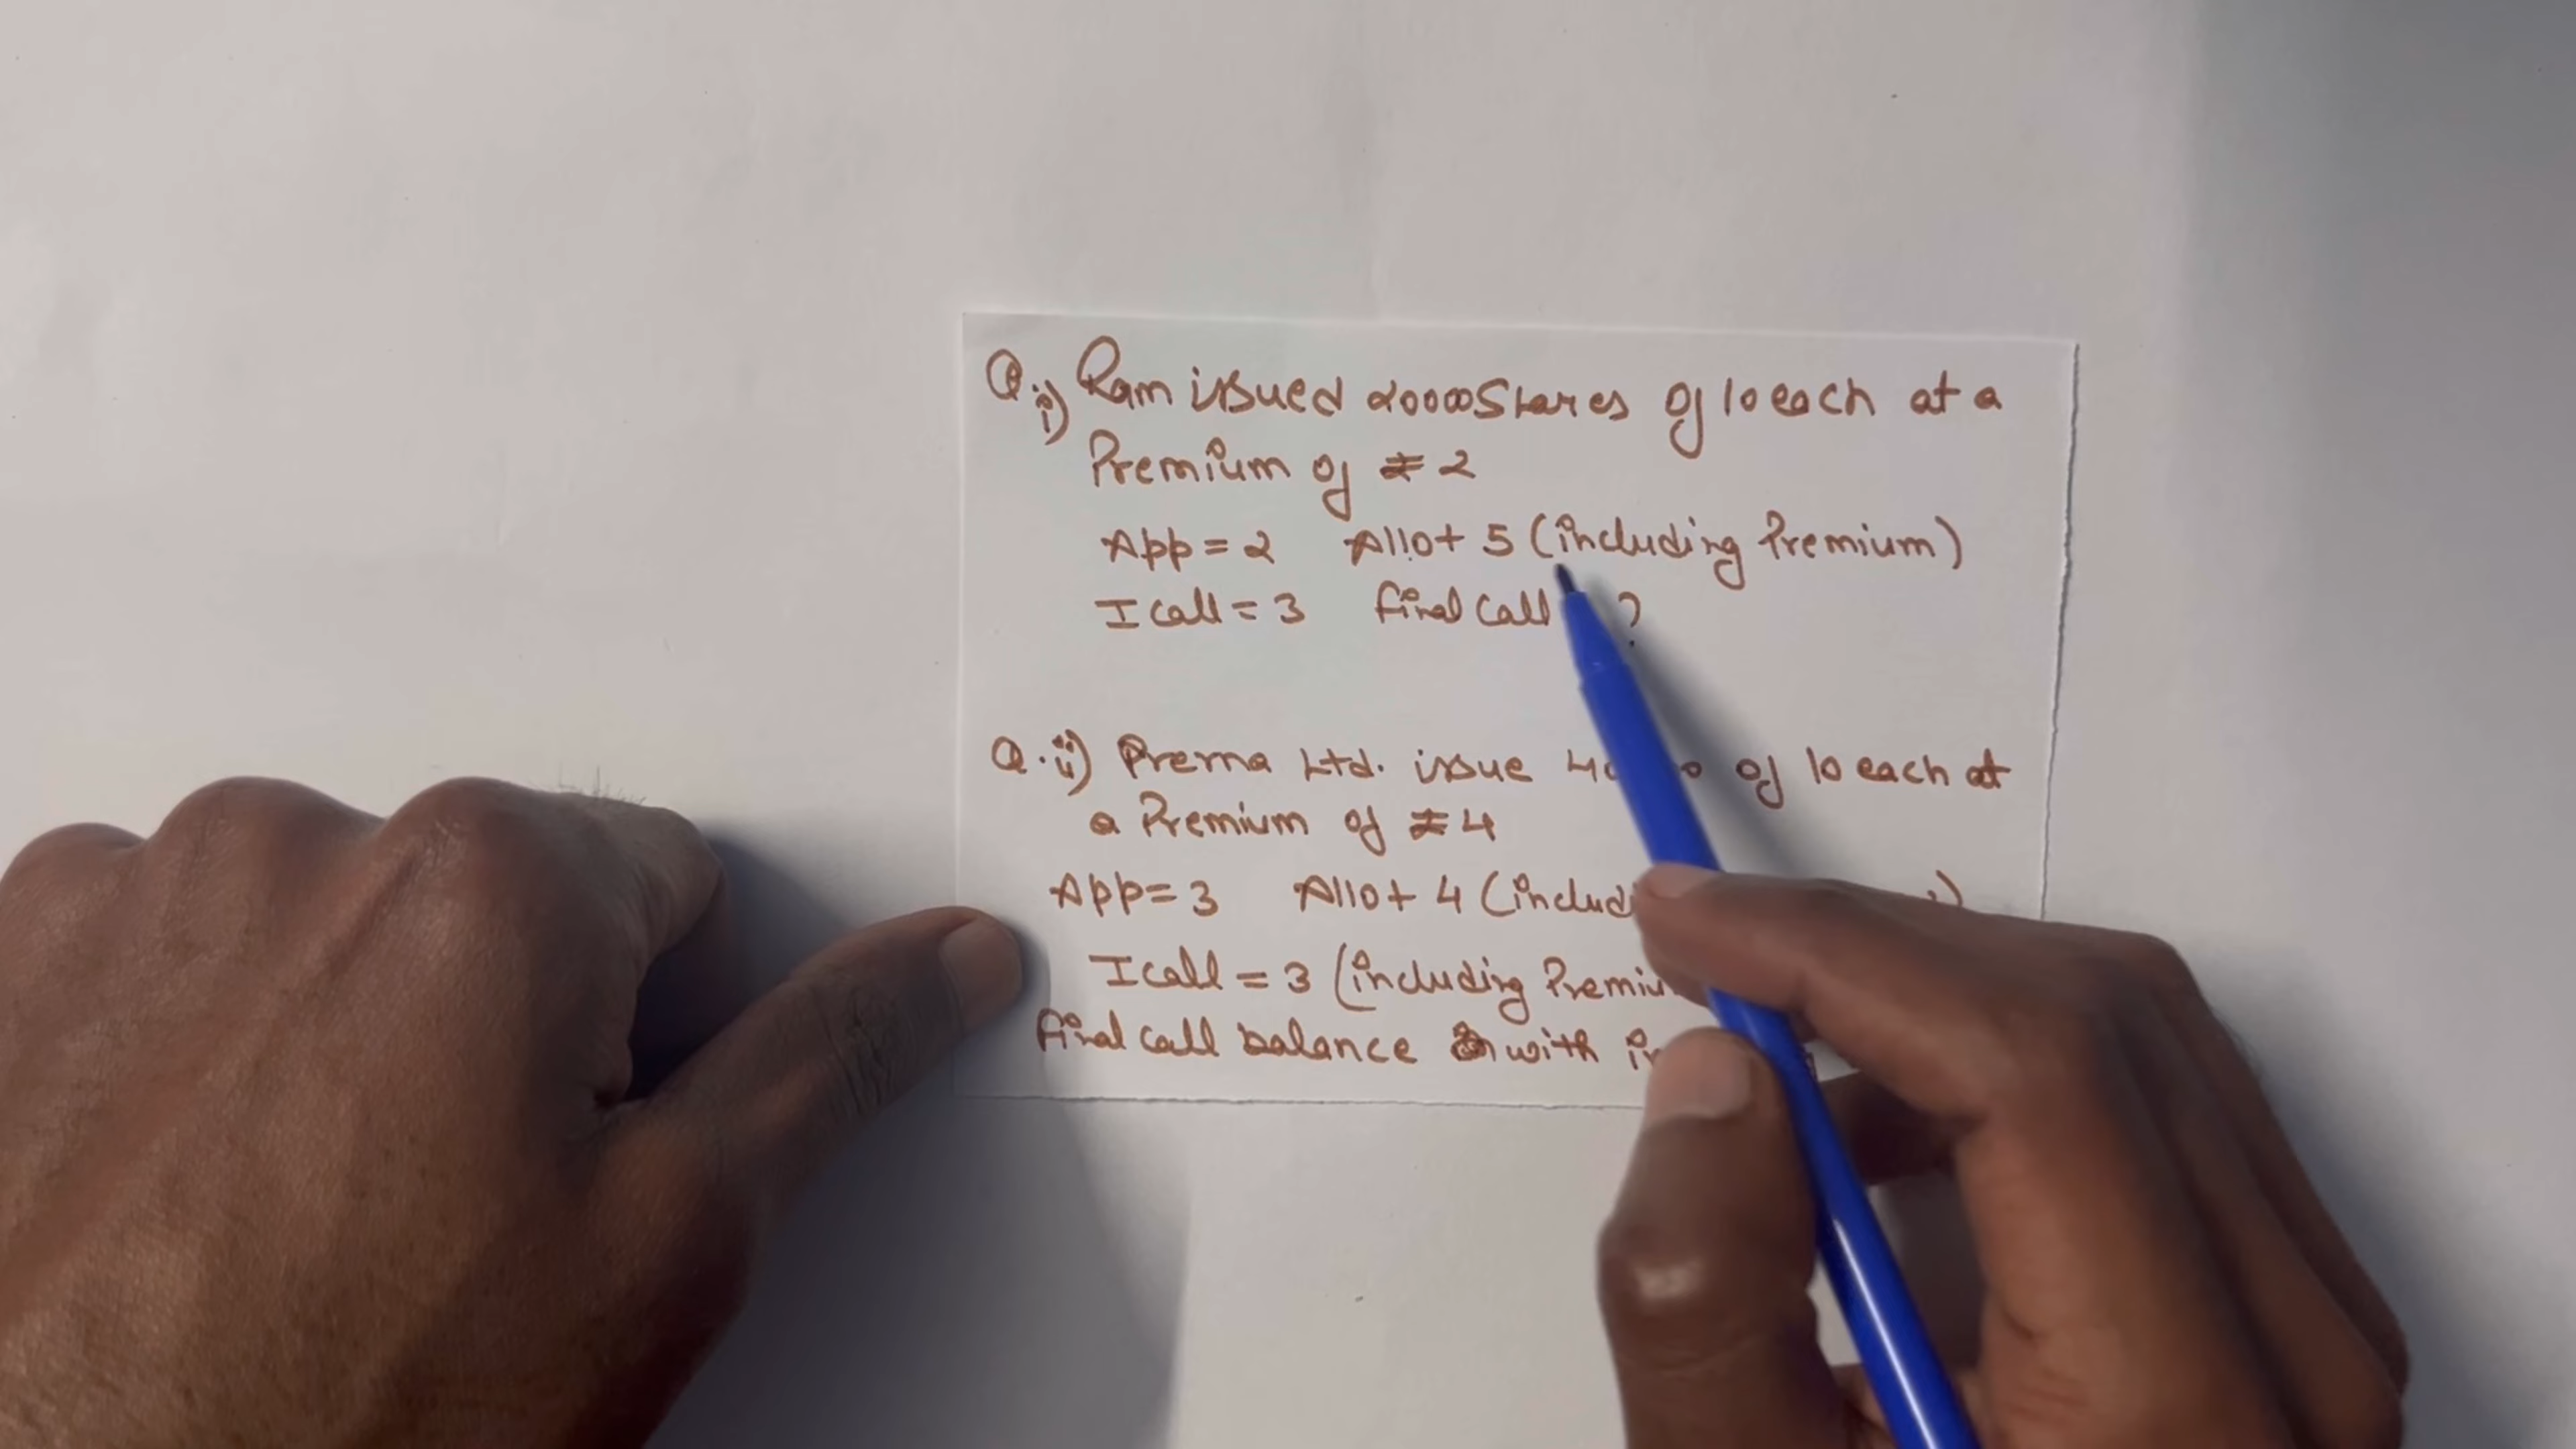 Q.i) Ram issued 20000 Shares of 10 each at a
Premium of ₹ 2
App = 2 Allot 5 (including Premium)
I call = 3 final call ?
Q.ii) Prema Ltd. issue of 10 each at
a Premium of ₹ 4
App = 3 Allot 4 (
I call = 3 (including
final call balance with